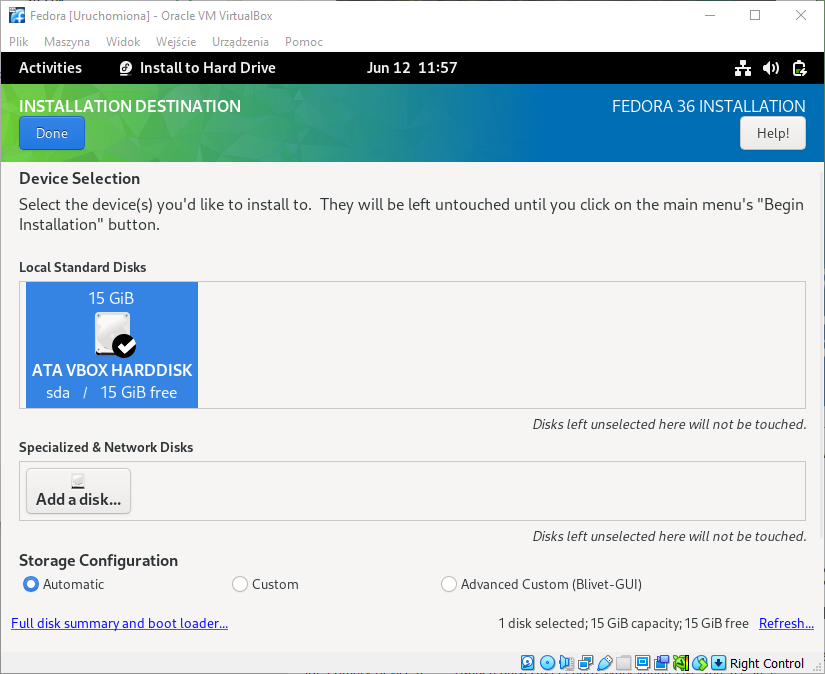 Fedora [Uruchomiona] - Oracle VM VirtualBox
Plik Maszyna Widok Wejście Urządzenia Pomoc
Activities Install to Hard Drive Jun 12 11:57
INSTALLATION DESTINATION FEDORA 36 INSTALLATION
Done Help!
Device Selection
Select the device(s) you'd like to install to. They will be left untouched until you click on the main menu's "Begin
Installation" button.
Local Standard Disks
15 GiB
ATA VBOX HARDDISK
sda / 15 GiB free
Disks left unselected here will not be touched.
Specialized & Network Disks
Add a disk...
Disks left unselected here will not be touched.
Storage Configuration
Automatic Custom Advanced Custom (Blivet-GUI)
Full disk summary and boot loader... 1 disk selected; 15 GiB capacity; 15 GiB free Refresh...
Right Control